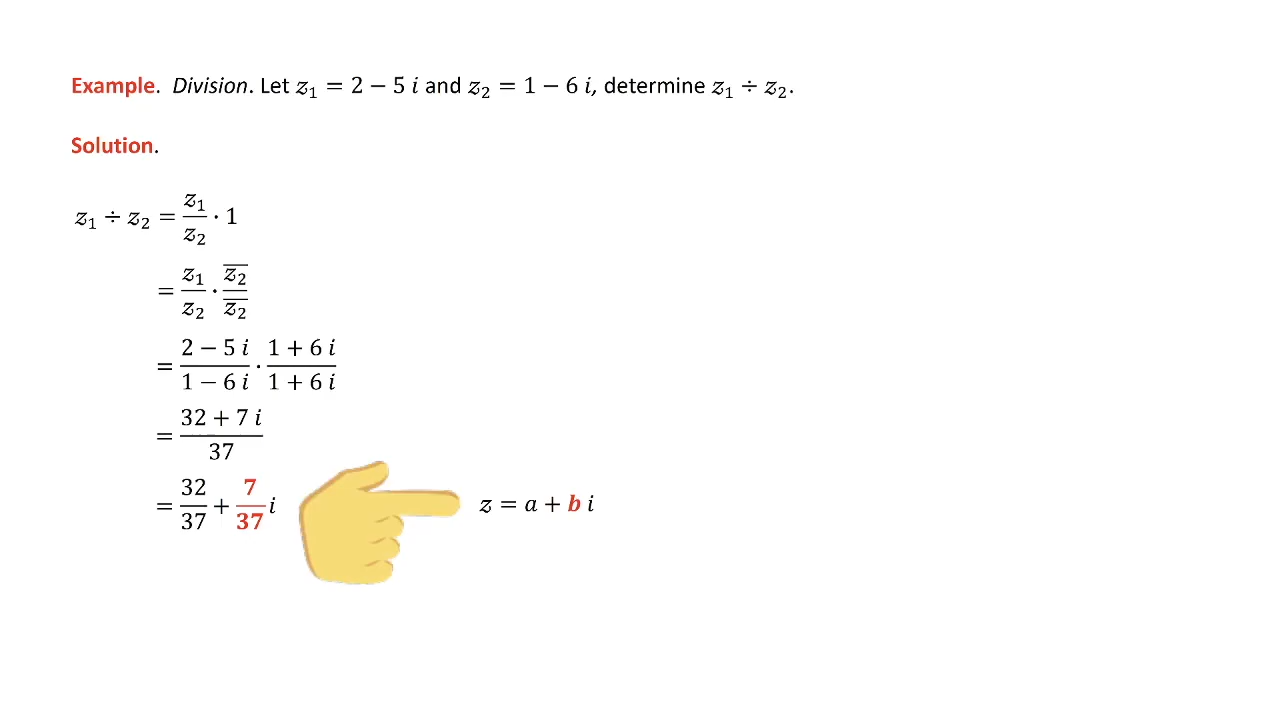 Example. Division. Let z₁ = 2 − 5 i and z₂ = 1 − 6 i, determine z₁ ÷ z₂.
Solution.
z₁ ÷ z₂ = z₁/z₂ · 1
= z₁/z₂ · z̅₂/z̅₂
= (2 − 5 i)/(1 − 6 i) · (1 + 6 i)/(1 + 6 i)
= (32 + 7 i)/37
= 32/37 + 7/37 i
z = a + b i